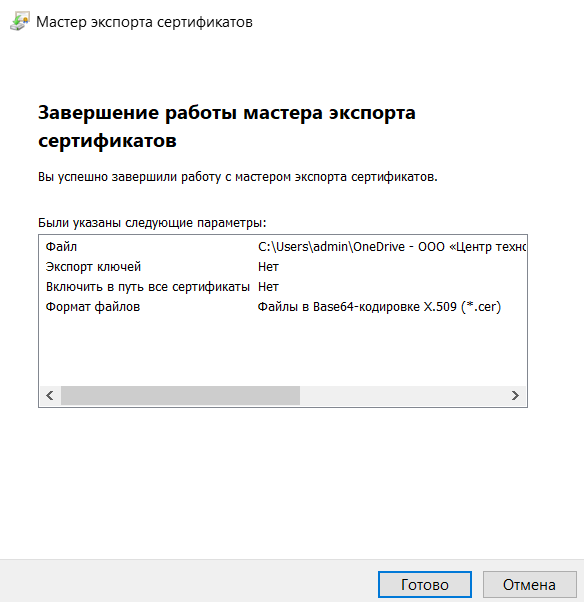 Мастер экспорта сертификатов
Завершение работы мастера экспорта
сертификатов
Вы успешно завершили работу с мастером экспорта сертификатов.
Были указаны следующие параметры:
Файл C:\Users\admin\OneDrive - ООО «Центр техно
Экспорт ключей Нет
Включить в путь все сертификаты Нет
Формат файлов Файлы в Base64-кодировке X.509 (*.cer)
Готово Отмена